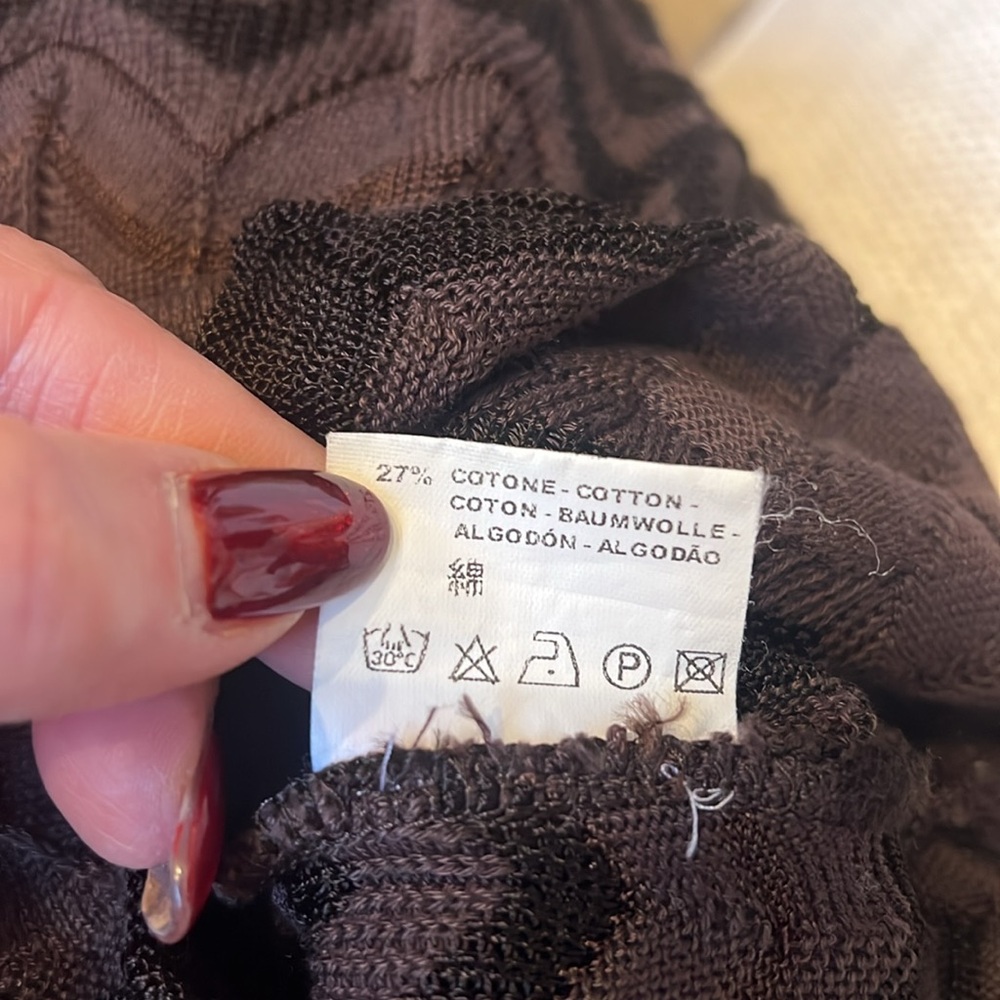 27% COTONE - COTTON -
COTON - BAUMWOLLE -
ALGODÓN - ALGODÃO
綿
30°C P